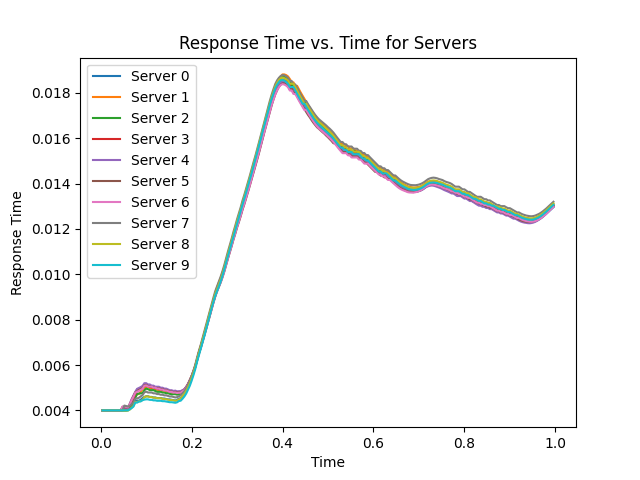 Response Time vs. Time for Servers
Response Time
0.018
0.016
0.014
0.012
0.010
0.008
0.006
0.004
Server 0
Server 1
Server 2
Server 3
Server 4
Server 5
Server 6
Server 7
Server 8
Server 9
0.0 0.2 0.4 0.6 0.8 1.0
Time